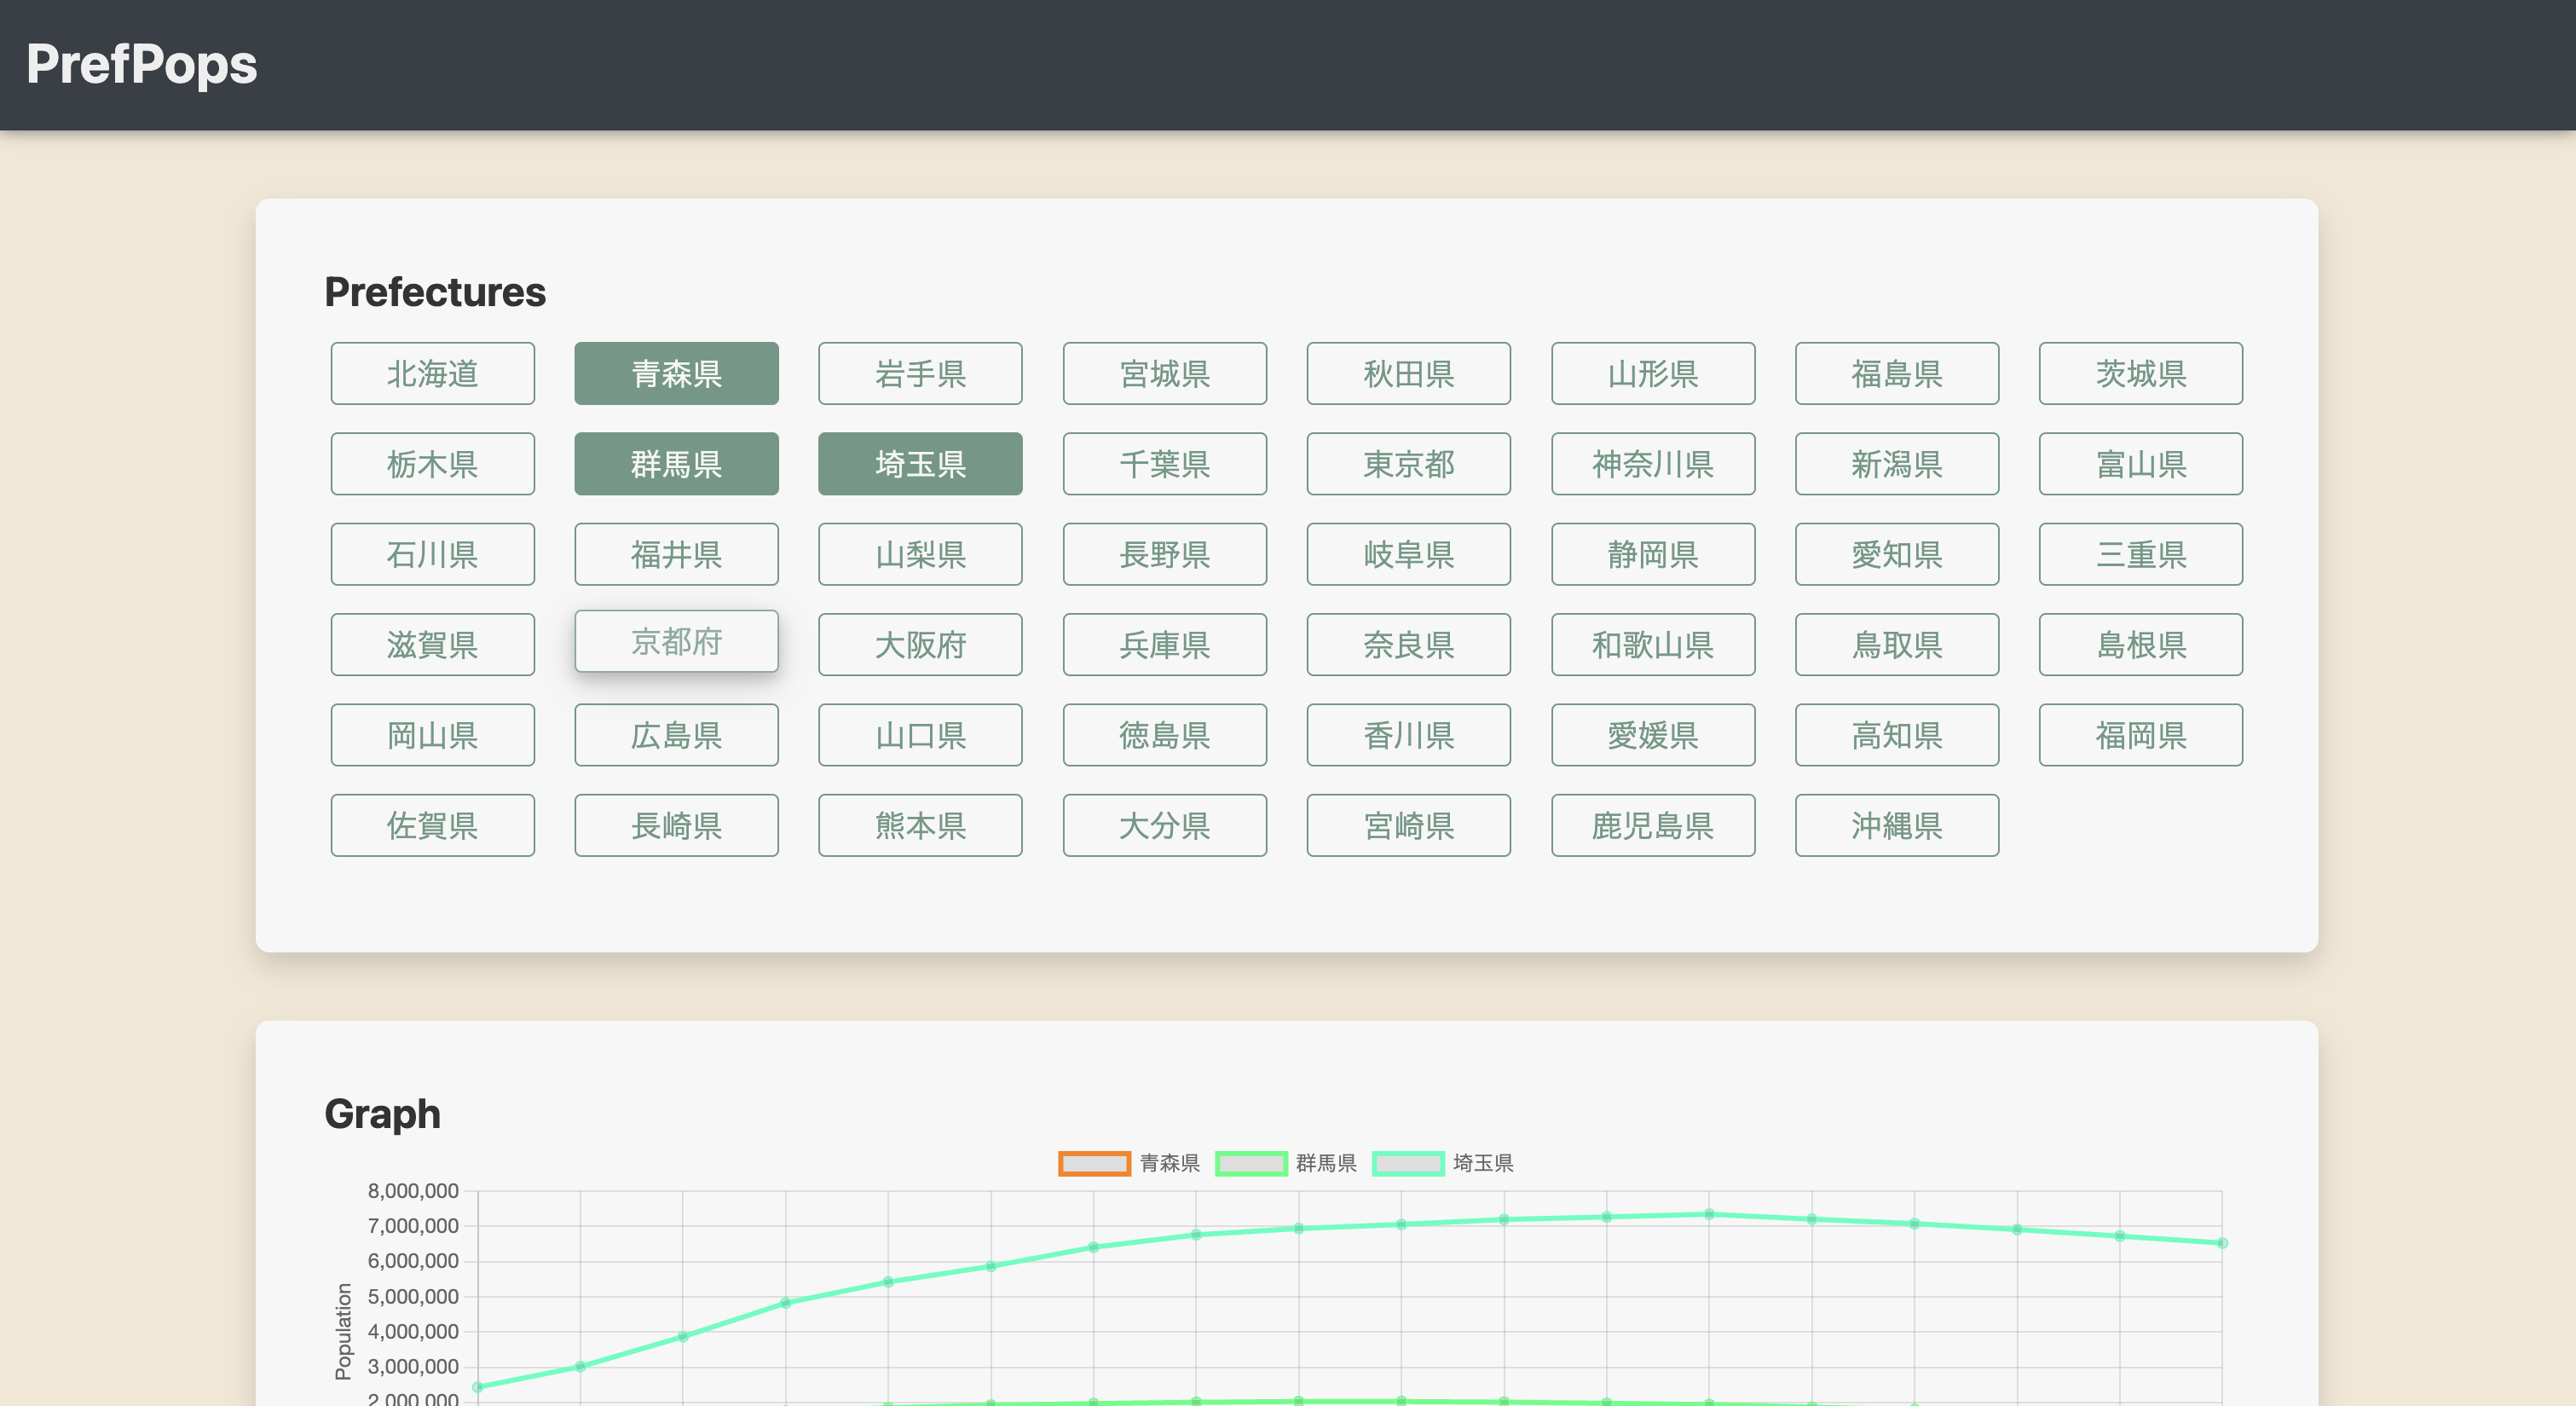 PrefPops
Prefectures
北海道 青森県 岩手県 宮城県 秋田県 山形県 福島県 茨城県
栃木県 群馬県 埼玉県 千葉県 東京都 神奈川県 新潟県 富山県
石川県 福井県 山梨県 長野県 岐阜県 静岡県 愛知県 三重県
滋賀県 京都府 大阪府 兵庫県 奈良県 和歌山県 鳥取県 島根県
岡山県 広島県 山口県 徳島県 香川県 愛媛県 高知県 福岡県
佐賀県 長崎県 熊本県 大分県 宮崎県 鹿児島県 沖縄県
Graph
青森県 群馬県 埼玉県
8,000,000
7,000,000
6,000,000
5,000,000
4,000,000
3,000,000
2,000,000
Population